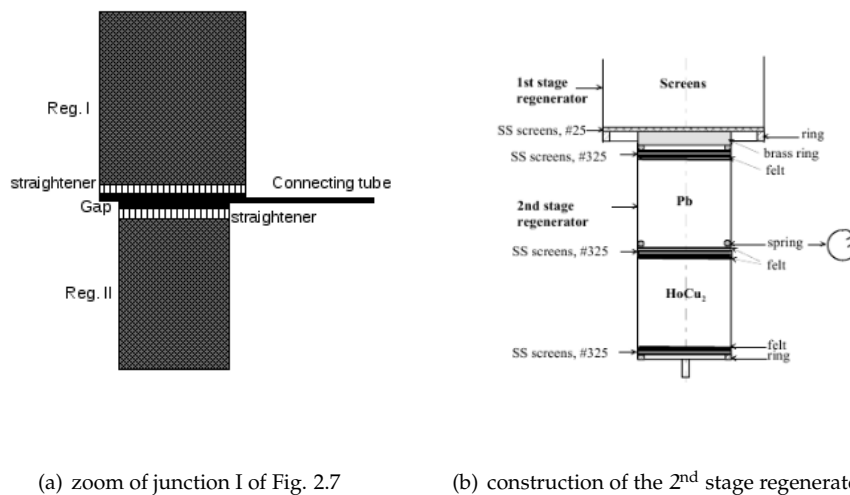 Reg. I
straightener
Connecting tube
Gap
straightener
Reg. II
1st stage
regenerator
Screens
SS screens, #25
ring
SS screens, #325
brass ring
felt
Pb
2nd stage
regenerator
spring
SS screens, #325
felt
HoCu₂
felt
SS screens, #325
ring
(a) zoom of junction I of Fig. 2.7
(b) construction of the 2nd stage